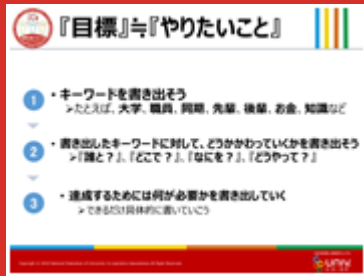 『目標』≒『やりたいこと』
1
・キーワードを書き出そう
➢たとえば、大学、職員、同期、先輩、後輩、お金、知識など
2
・書き出したキーワードに対して、どうかかわっていくかを書き出そう
➢『誰と?』、『どこで?』、『なにを?』、『どうやって?』
3
・達成するためには何が必要かを書き出していく
➢できるだけ具体的に書いていこう
UNIV